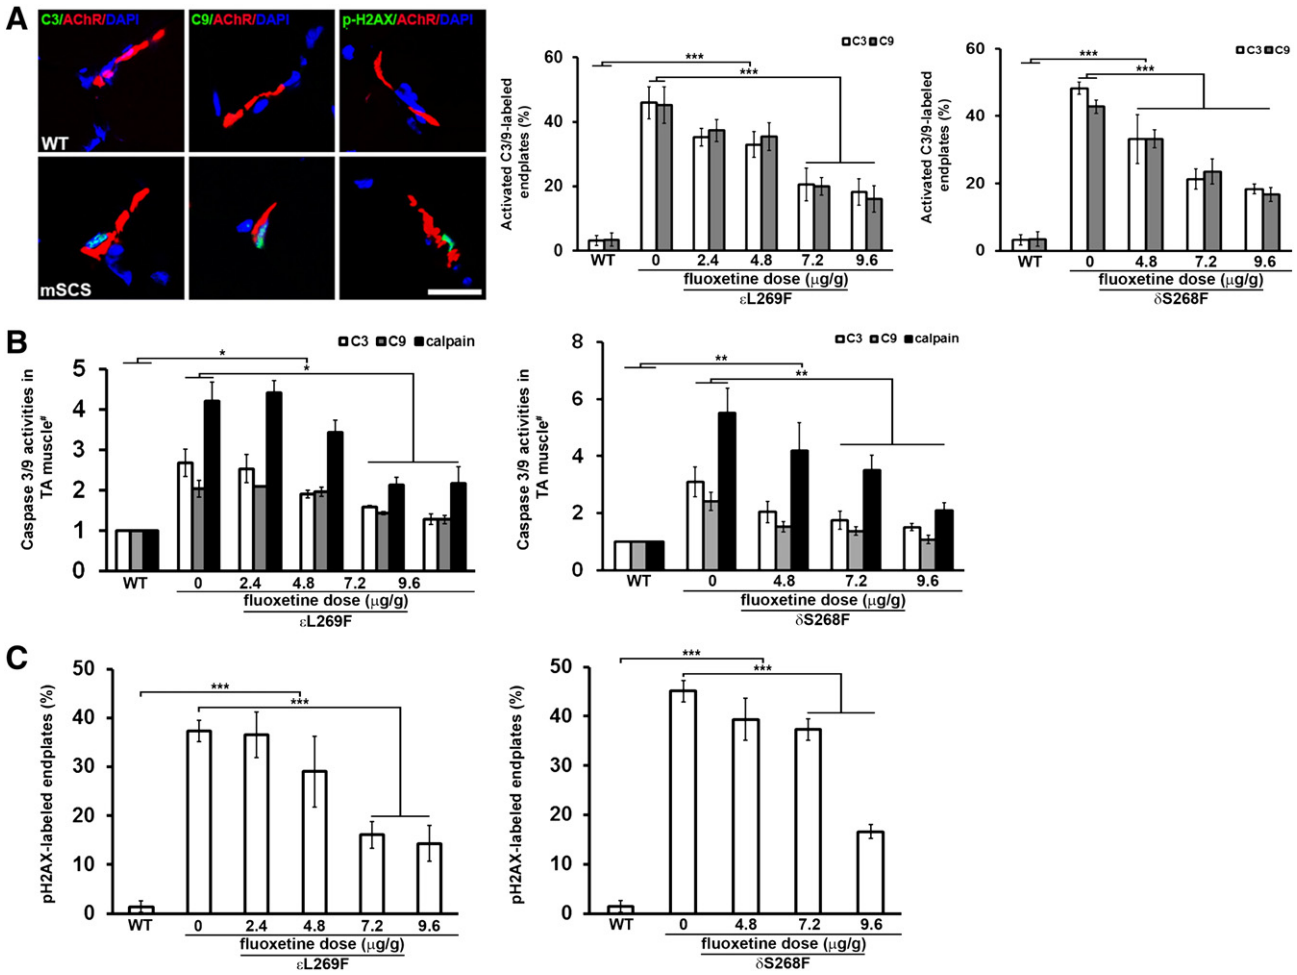 A
C3/AChR/DAPI
C9/AChR/DAPI
p-H2AX/AChR/DAPI
WT
mSCS
Activated C3/9-labeled
endplates (%)
60
40
20
0
C3 C9
***
***
WT 0 2.4 4.8 7.2 9.6
fluoxetine dose (μg/g)
εL269F
Activated C3/9-labeled
endplates (%)
60
40
20
0
C3 C9
***
***
WT 0 4.8 7.2 9.6
fluoxetine dose (μg/g)
δS268F
B
Caspase 3/9 activities in
TA muscle#
5
4
3
2
1
0
C3 C9 calpain
*
*
WT 0 2.4 4.8 7.2 9.6
fluoxetine dose (μg/g)
εL269F
Caspase 3/9 activities in
TA muscle#
8
6
4
2
0
C3 C9 calpain
**
**
WT 0 4.8 7.2 9.6
fluoxetine dose (μg/g)
δS268F
C
pH2AX-labeled endplates (%)
50
40
30
20
10
0
***
***
WT 0 2.4 4.8 7.2 9.6
fluoxetine dose (μg/g)
εL269F
pH2AX-labeled endplates (%)
50
40
30
20
10
0
***
***
WT 0 4.8 7.2 9.6
fluoxetine dose (μg/g)
δS268F